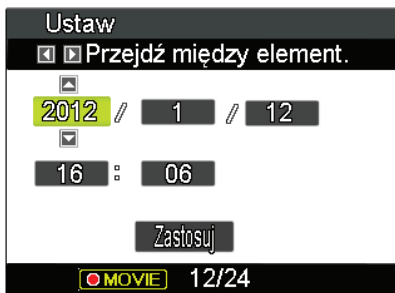 Ustaw
Przejdź między element.
2012 / 1 / 12
16 : 06
Zastosuj
MOVIE 12/24